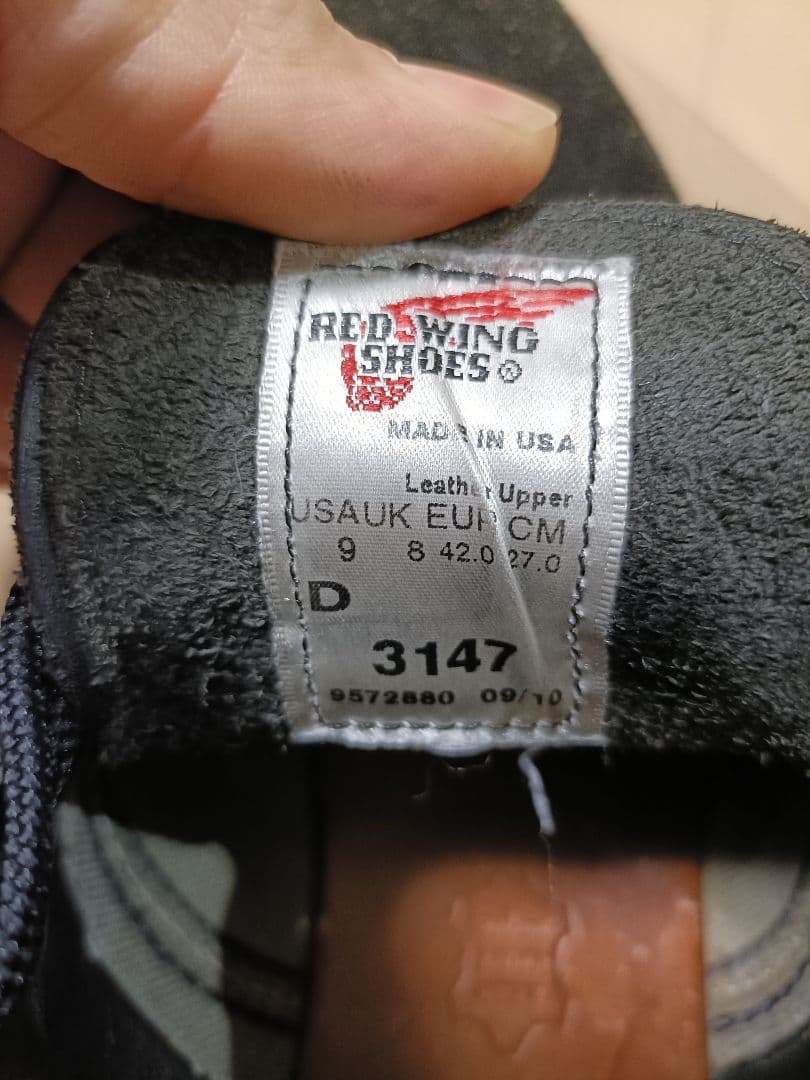 RED WING
SHOES®
MADE IN USA
Leather Upper
USA UK EUR CM
9 8 42.0 27.0
D
3147
9572880 09/10